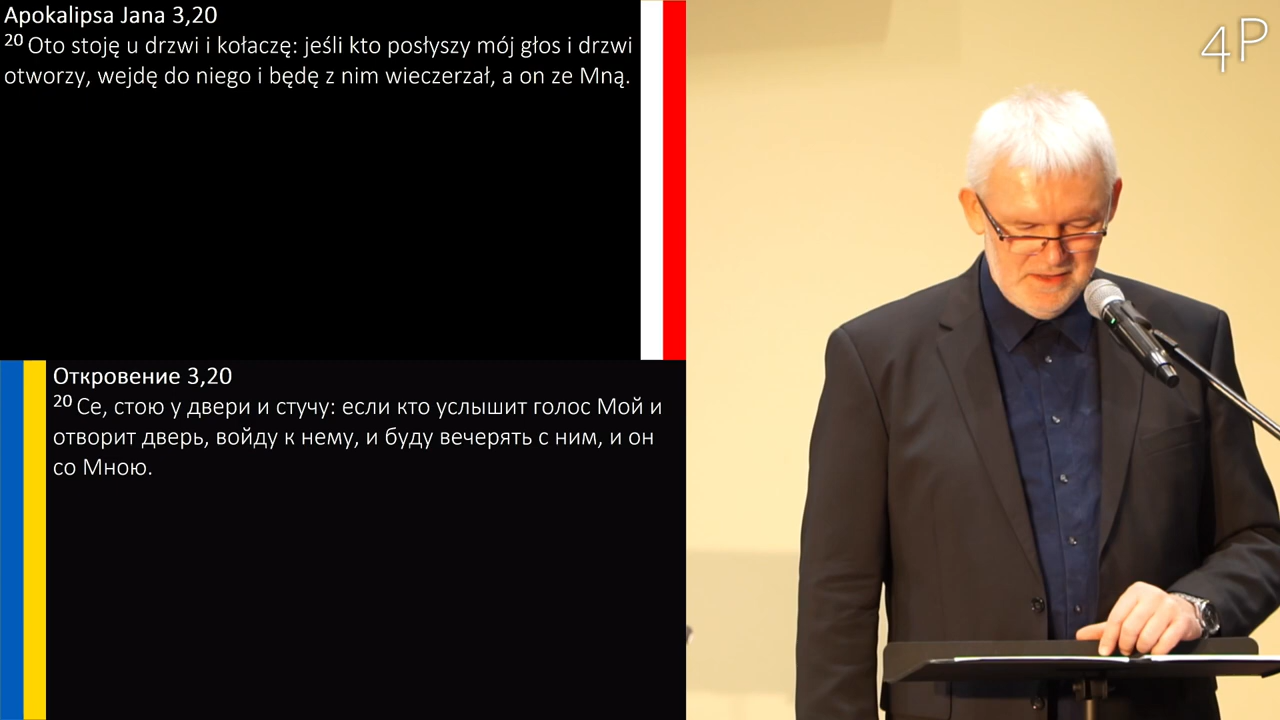 Apokalipsa Jana 3,20
20 Oto stoję u drzwi i kołaczę: jeśli kto posłyszy mój głos i drzwi
otworzy, wejdę do niego i będę z nim wieczerzał, a on ze Mną.
4P
Откровение 3,20
20 Се, стою у двери и стучу: если кто услышит голос Мой и
отворит дверь, войду к нему, и буду вечерять с ним, и он
со Мною.